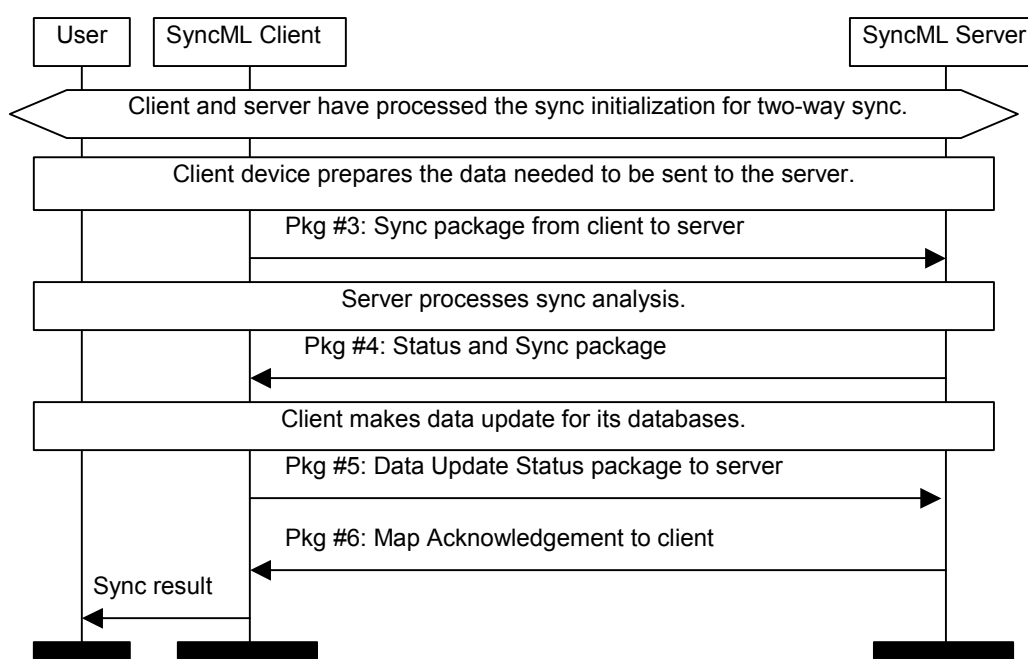 User
SyncML Client
SyncML Server
Client and server have processed the sync initialization for two-way sync.
Client device prepares the data needed to be sent to the server.
Pkg #3: Sync package from client to server
Server processes sync analysis.
Pkg #4: Status and Sync package
Client makes data update for its databases.
Pkg #5: Data Update Status package to server
Pkg #6: Map Acknowledgement to client
Sync result